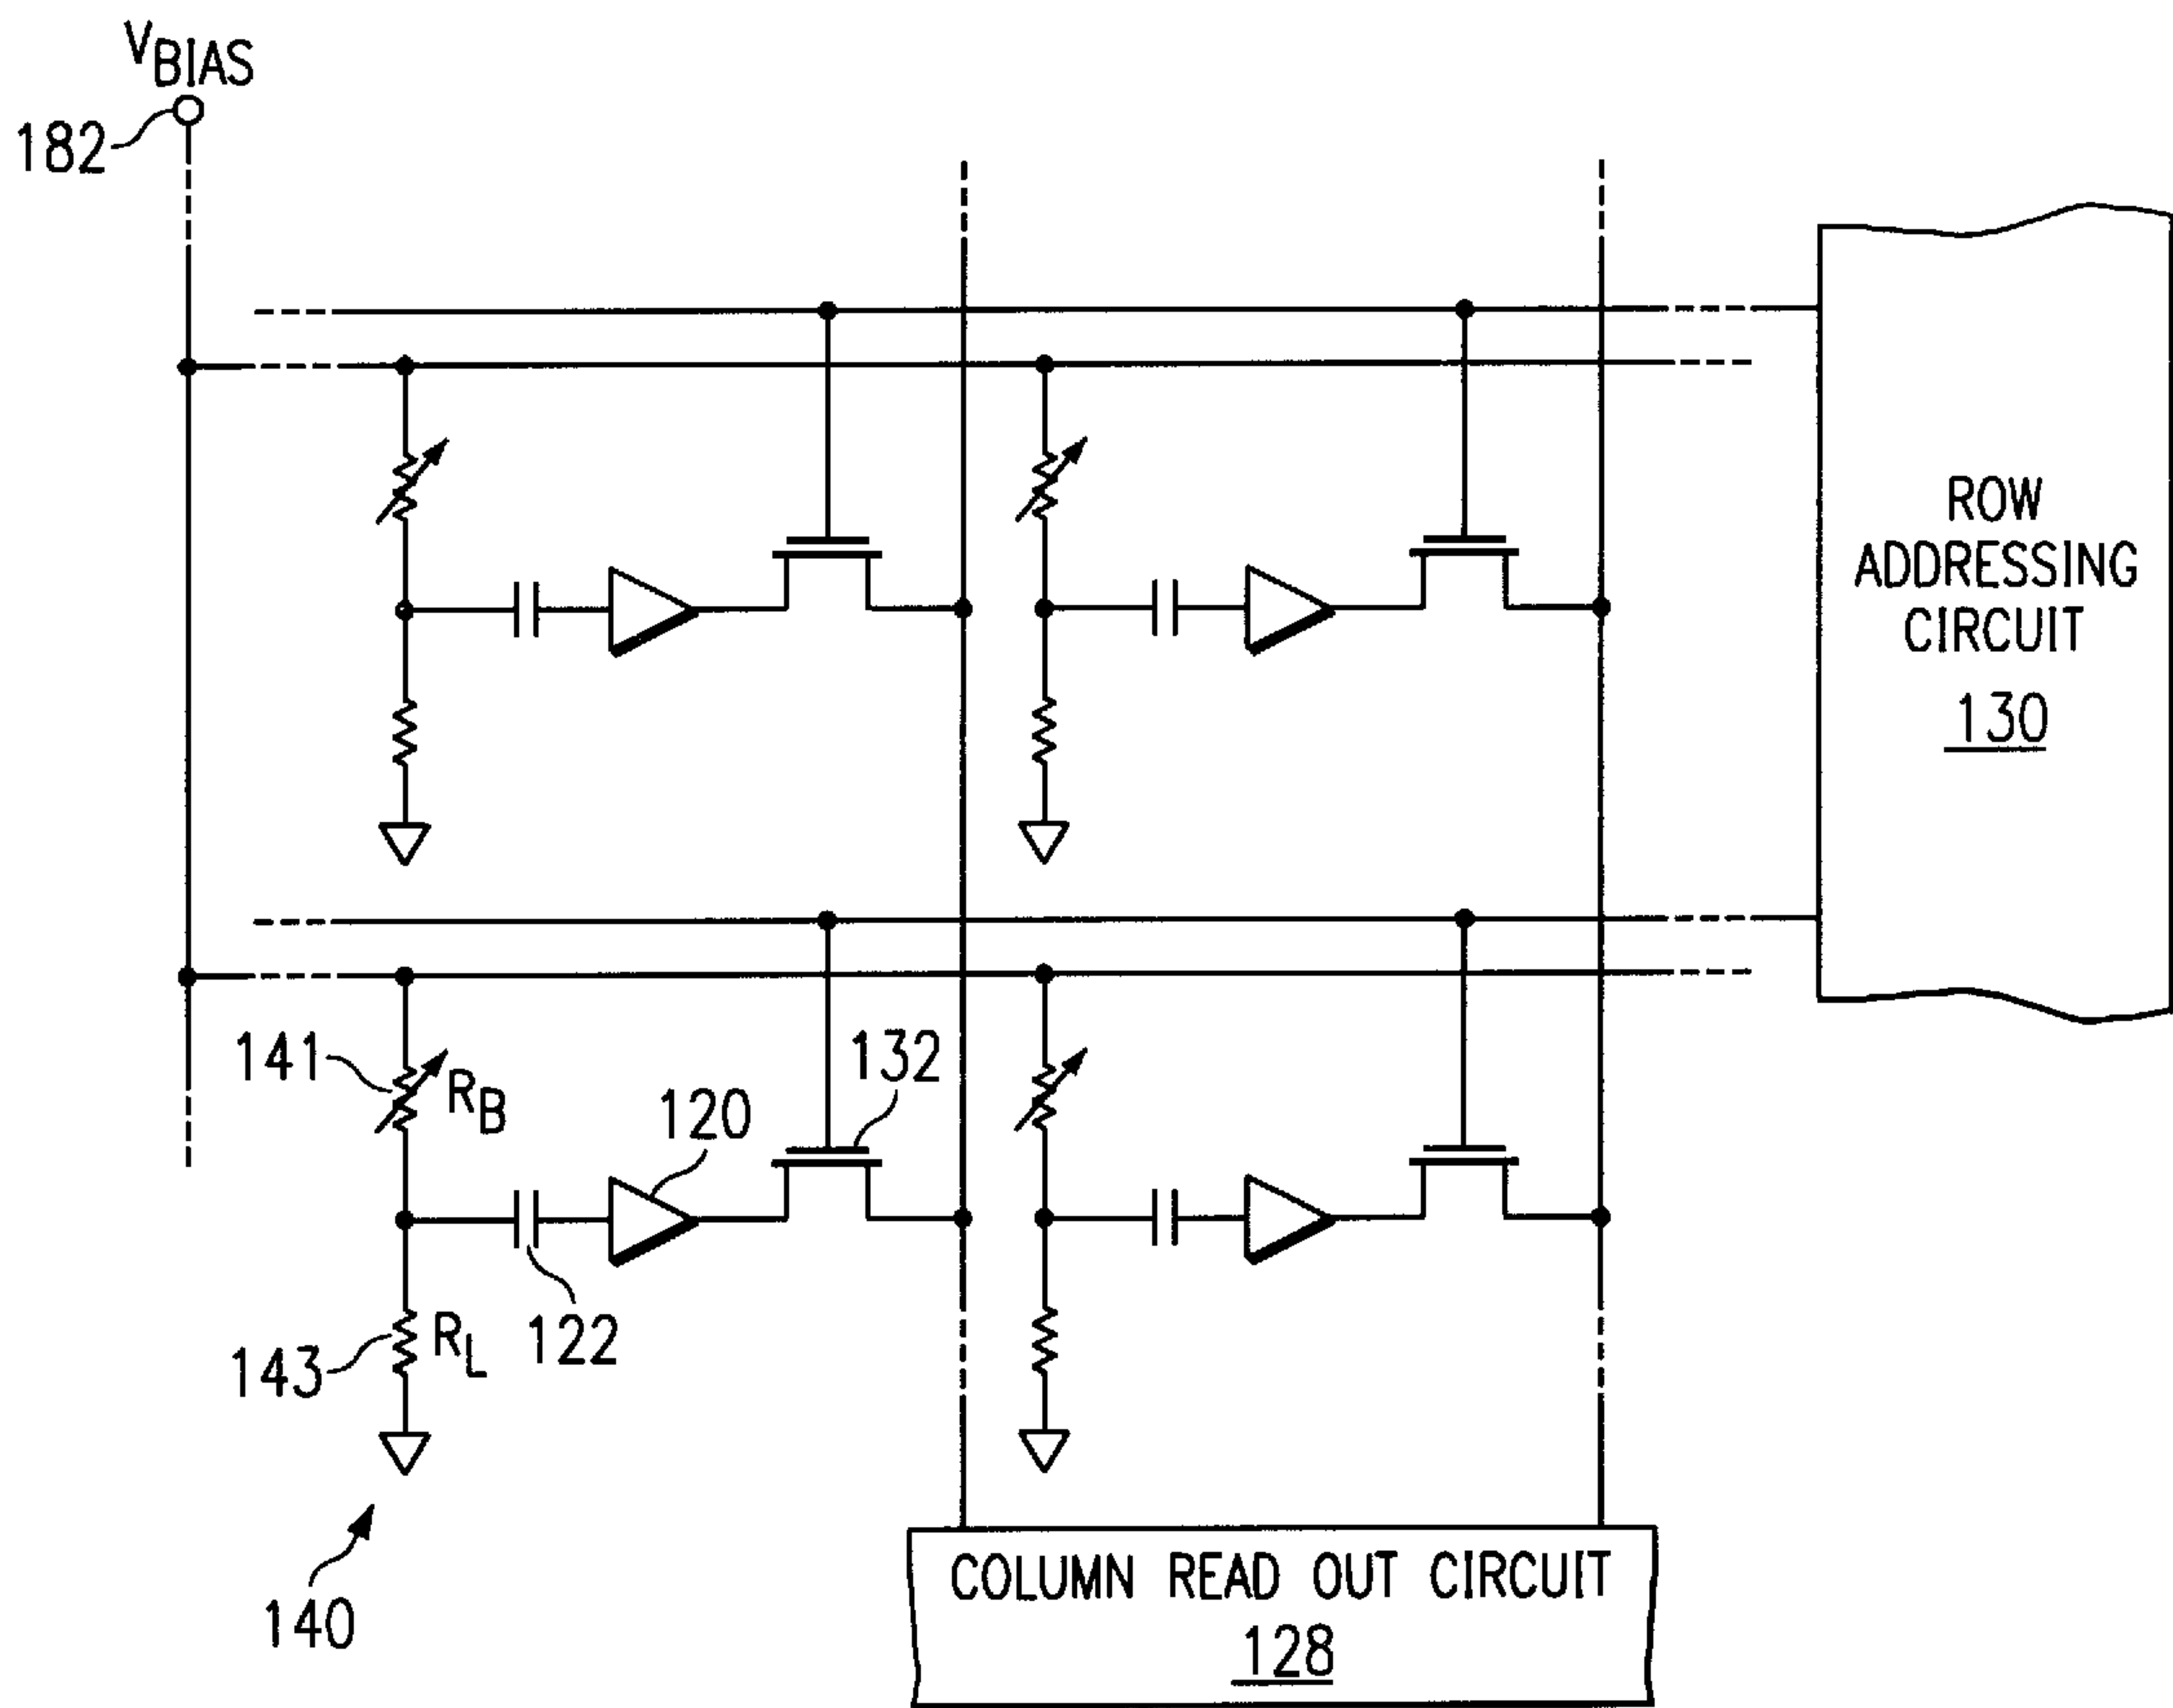 VBIAS
182
ROW
ADDRESSING
CIRCUIT
130
141
RB
132
120
122
143
RL
140
COLUMN READ OUT CIRCUIT
128